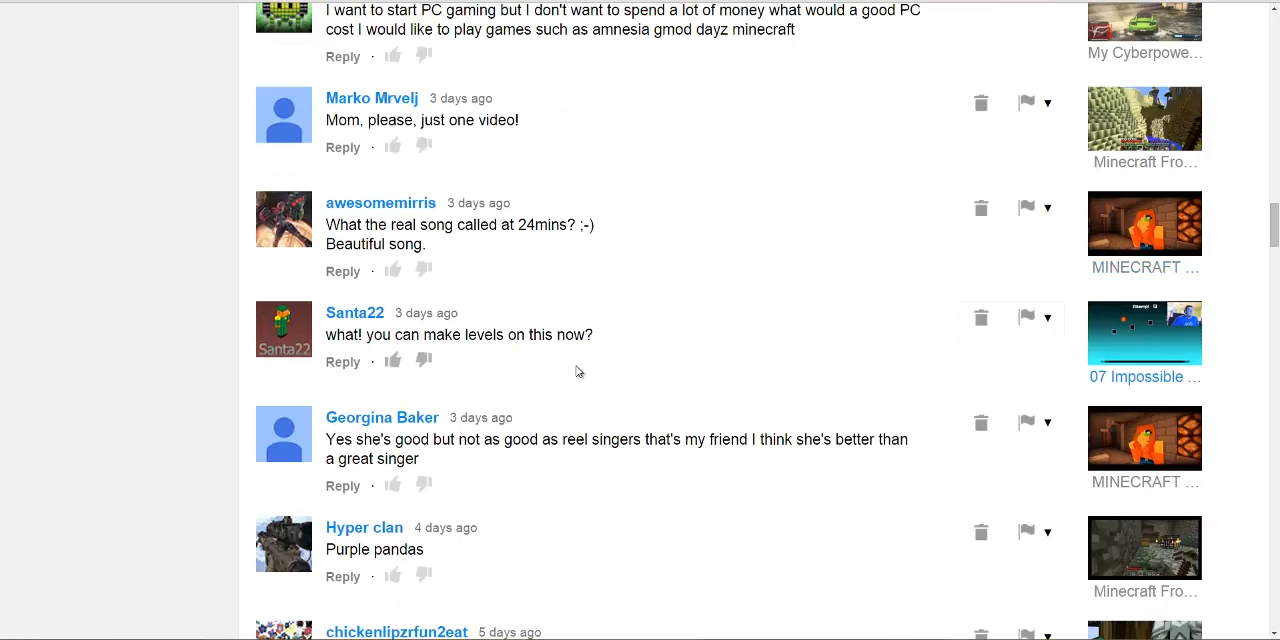 I want to start PC gaming but I don't want to spend a lot of money what would a good PC
cost I would like to play games such as amnesia gmod dayz minecraft
Reply ·
My Cyberpowe...
Marko Mrvelj 3 days ago
Mom, please, just one video!
Reply ·
Minecraft Fro...
awesomemirris 3 days ago
What the real song called at 24mins? ;-)
Beautiful song.
Reply ·
MINECRAFT ...
Santa22
Santa22 3 days ago
what! you can make levels on this now?
Reply ·
07 Impossible ...
Georgina Baker 3 days ago
Yes she's good but not as good as reel singers that's my friend I think she's better than
a great singer
Reply ·
MINECRAFT ...
Hyper clan 4 days ago
Purple pandas
Reply ·
Minecraft Fro...
chickenlipzrfun2eat 5 days ago